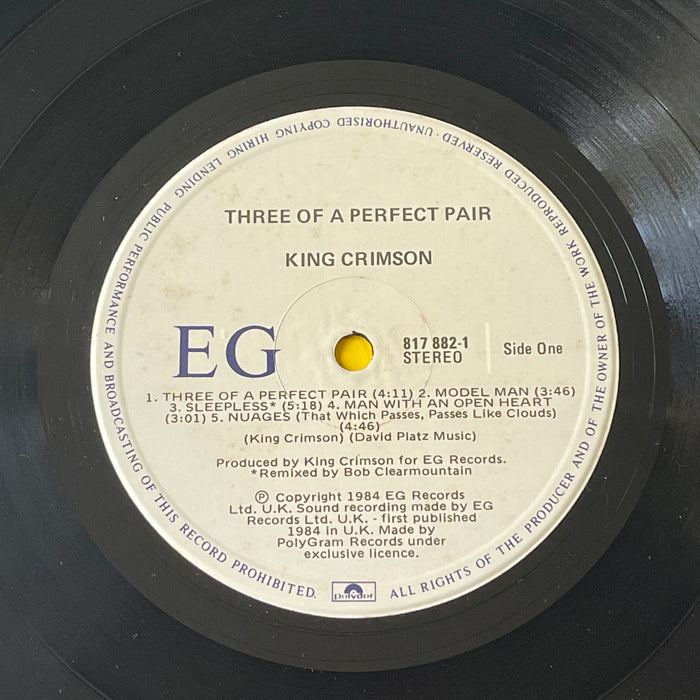 THREE OF A PERFECT PAIR
KING CRIMSON
EG
817 882-1
STEREO
Side One
1. THREE OF A PERFECT PAIR (4:11) 2. MODEL MAN (3:46)
3. SLEEPLESS* (5:18) 4. MAN WITH AN OPEN HEART
(3:01) 5. NUAGES (That Which Passes, Passes Like Clouds)
(4:46)
(King Crimson) (David Platz Music)
Produced by King Crimson for EG Records.
*Remixed by Bob Clearmountain
Ⓟ Copyright 1984 EG Records
Ltd. U.K. Sound recording made by EG
Records Ltd. U.K. - first published
1984 in U.K. Made by
PolyGram Records under
exclusive licence.
polydor
ALL RIGHTS OF THE PRODUCER AND OF THE OWNER OF THE WORK REPRODUCED RESERVED · UNAUTHORISED COPYING HIRING LENDING PUBLIC PERFORMANCE AND BROADCASTING OF THIS RECORD PROHIBITED.